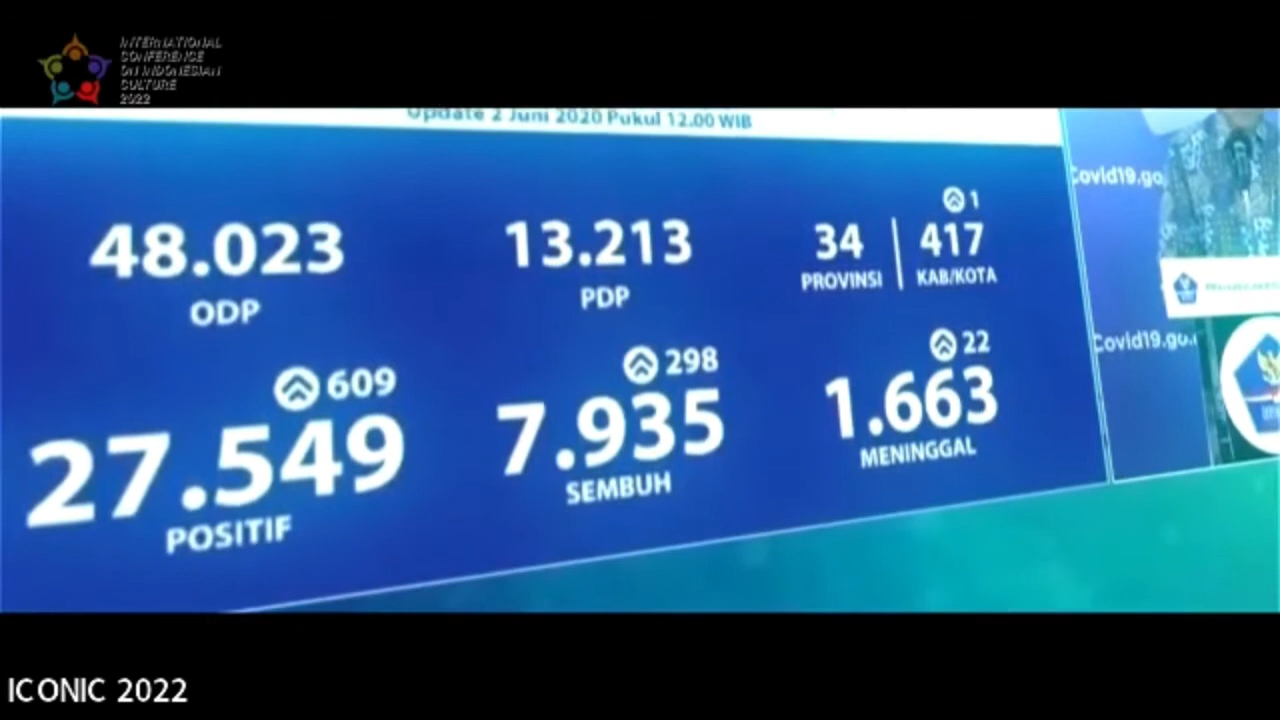 INTERNATIONAL
CONFERENCE
ON INDONESIAN
CULTURE
2022
Update 2 Juni 2020 Pukul 12.00 WIB
48.023
ODP
13.213
PDP
34
PROVINSI
1
417
KAB/KOTA
609
27.549
POSITIF
298
7.935
SEMBUH
22
1.663
MENINGGAL
Covid19.go
Covid19.go.
ICONIC 2022